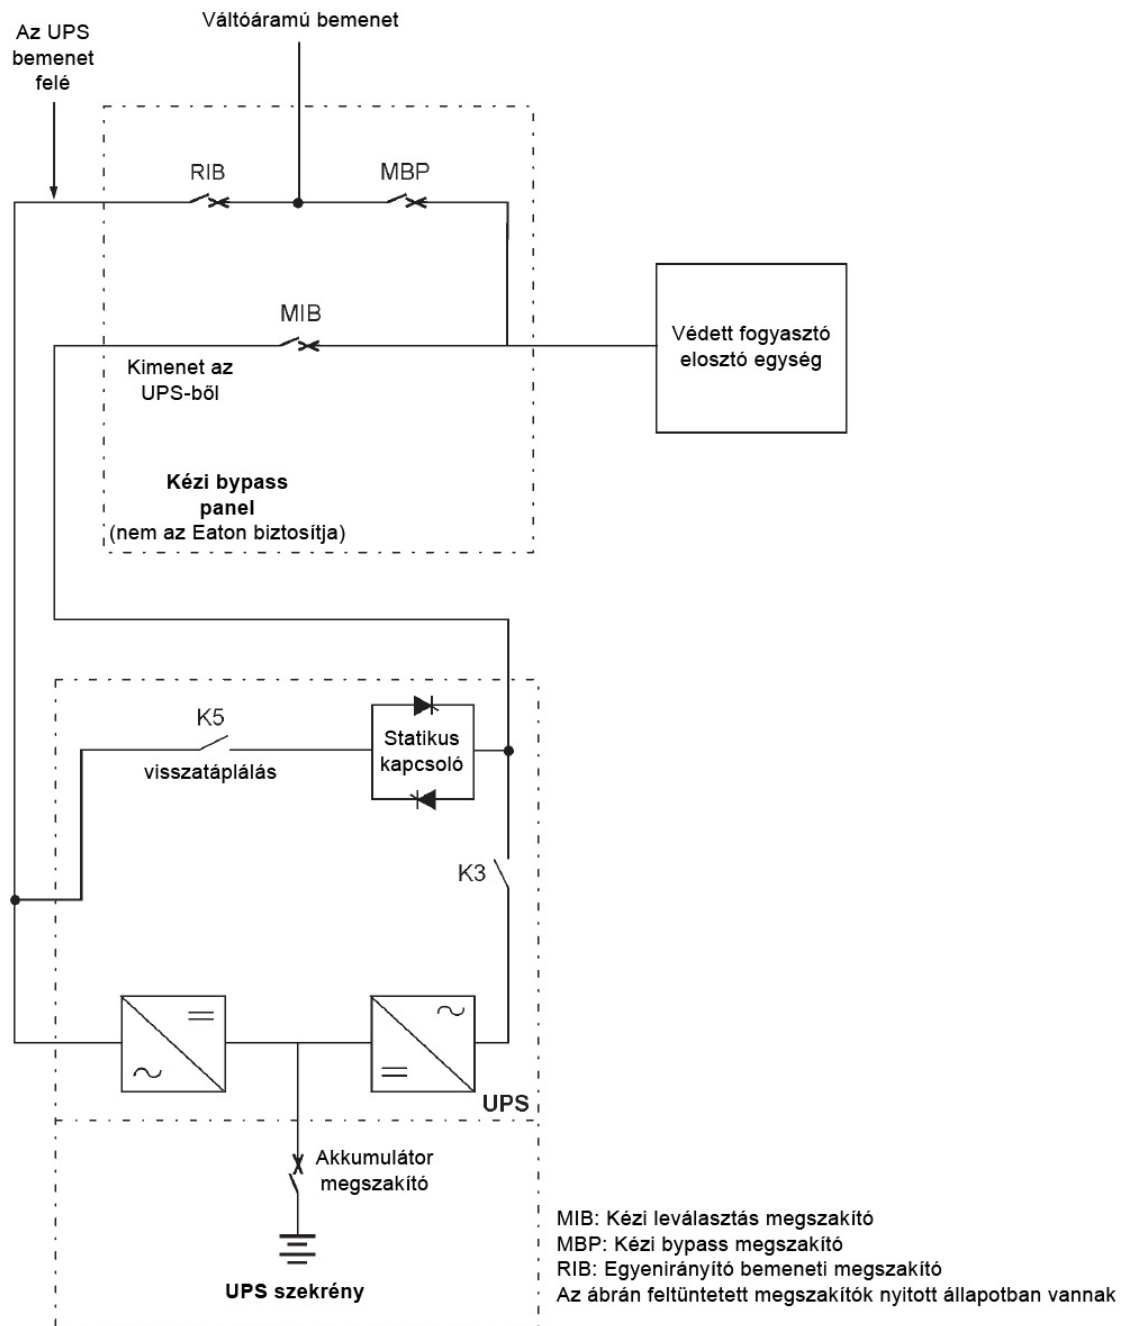 Váltóáramú bemenet
Az UPS
bemenet
felé
RIB
MBP
MIB
Kimenet az
UPS-ből
Védett fogyasztó
elosztó egység
Kézi bypass
panel
(nem az Eaton biztosítja)
K5
visszatáplálás
Statikus
kapcsoló
K3
UPS
Akkumulátor
megszakító
UPS szekrény
MIB: Kézi leválasztás megszakító
MBP: Kézi bypass megszakító
RIB: Egyenirányító bemeneti megszakító
Az ábrán feltüntetett megszakítók nyitott állapotban vannak